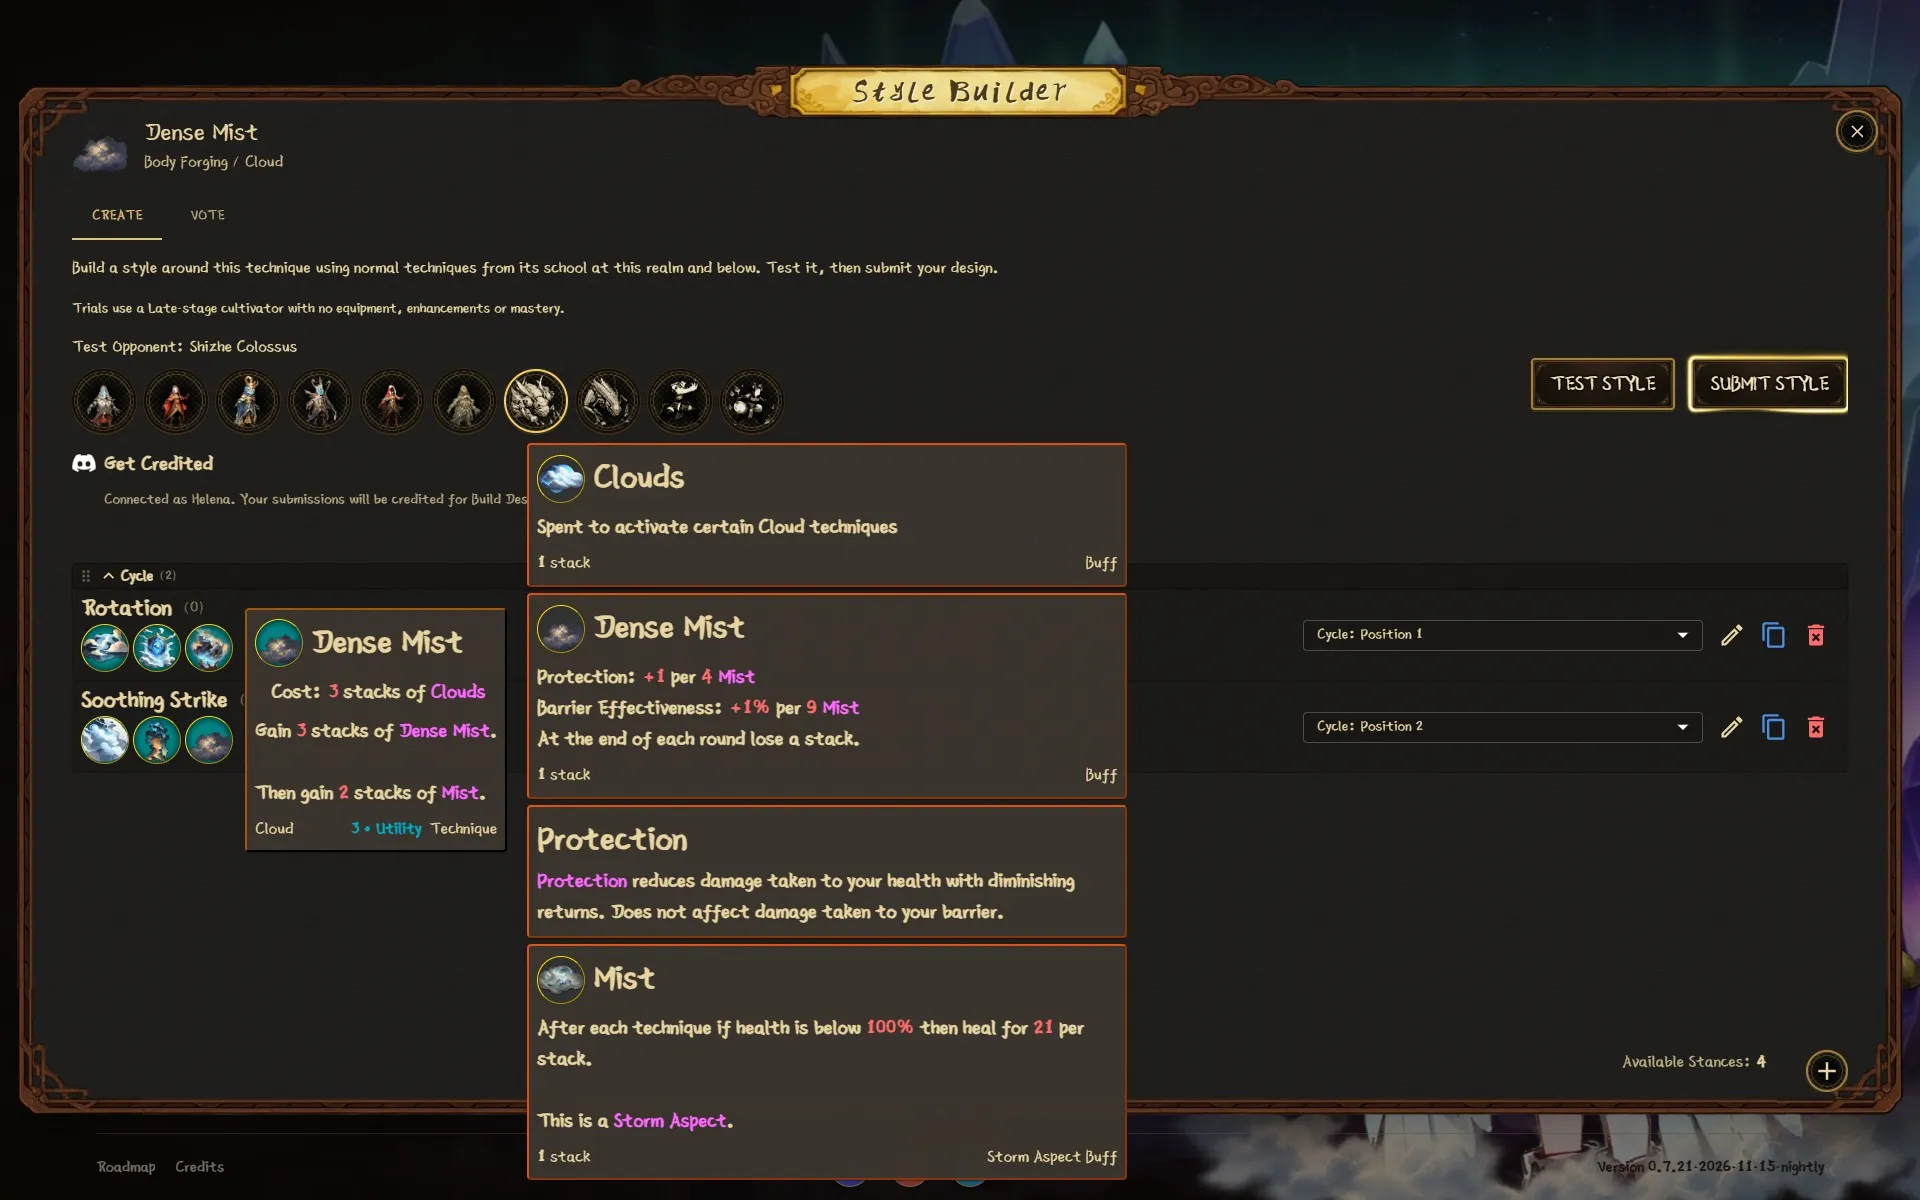 Style Builder
Dense Mist
Body Forging / Cloud
CREATE
VOTE
Build a style around this technique using normal techniques from its school at this realm and below. Test it, then submit your design.
Trials use a Late-stage cultivator with no equipment, enhancements or mastery.
Test Opponent: Shizhe Colossus
TEST STYLE
SUBMIT STYLE
Get Credited
Connected as Helena. Your submissions will be credited for Build Des
Cycle (2)
Rotation (0)
Cycle: Position 1
Soothing Strike
Cycle: Position 2
Dense Mist
Cost: 3 stacks of Clouds
Gain 3 stacks of Dense Mist.
Then gain 2 stacks of Mist.
Cloud
3 • Utility Technique
Clouds
Spent to activate certain Cloud techniques
1 stack
Buff
Dense Mist
Protection: +1 per 4 Mist
Barrier Effectiveness: +1% per 9 Mist
At the end of each round lose a stack.
1 stack
Buff
Protection
Protection reduces damage taken to your health with diminishing
returns. Does not affect damage taken to your barrier.
Mist
After each technique if health is below 100% then heal for 21 per
stack.
This is a Storm Aspect.
1 stack
Storm Aspect Buff
Available Stances: 4
Roadmap
Credits
Version 0.7.21-2026-11-15-nightly